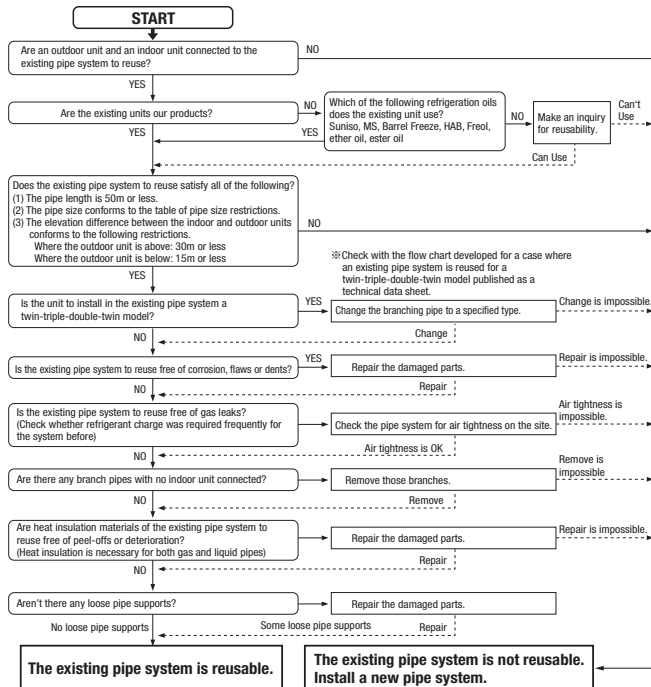 START
Are an outdoor unit and an indoor unit connected to the
existing pipe system to reuse?
NO
YES
Are the existing units our products?
NO
Which of the following refrigeration oils
does the existing unit use?
Suniso, MS, Barrel Freeze, HAB, Freol,
ether oil, ester oil
NO
Make an inquiry
for reusability.
Can't
Use
YES
YES
Can Use
Does the existing pipe system to reuse satisfy all of the following?
(1) The pipe length is 50m or less.
(2) The pipe size conforms to the table of pipe size restrictions.
(3) The elevation difference between the indoor and outdoor units
conforms to the following restrictions.
Where the outdoor unit is above: 30m or less
Where the outdoor unit is below: 15m or less
NO
※Check with the flow chart developed for a case where
an existing pipe system is reused for a
twin-triple-double-twin model published as a
technical data sheet.
YES
Is the unit to install in the existing pipe system a
twin-triple-double-twin model?
YES
Change the branching pipe to a specified type.
Change is impossible.
NO
Change
Is the existing pipe system to reuse free of corrosion, flaws or dents?
YES
Repair the damaged parts.
Repair is impossible.
NO
Repair
Is the existing pipe system to reuse free of gas leaks?
(Check whether refrigerant charge was required frequently for
the system before)
Check the pipe system for air tightness on the site.
Air tightness is
impossible.
NO
Air tightness is OK
Are there any branch pipes with no indoor unit connected?
Remove those branches.
Remove is
impossible
NO
Remove
Are heat insulation materials of the existing pipe system to
reuse free of peel-offs or deterioration?
(Heat insulation is necessary for both gas and liquid pipes)
Repair the damaged parts.
Repair is impossible.
NO
Repair
Aren't there any loose pipe supports?
Repair the damaged parts.
No loose pipe supports
Some loose pipe supports
Repair
The existing pipe system is reusable.
The existing pipe system is not reusable.
Install a new pipe system.